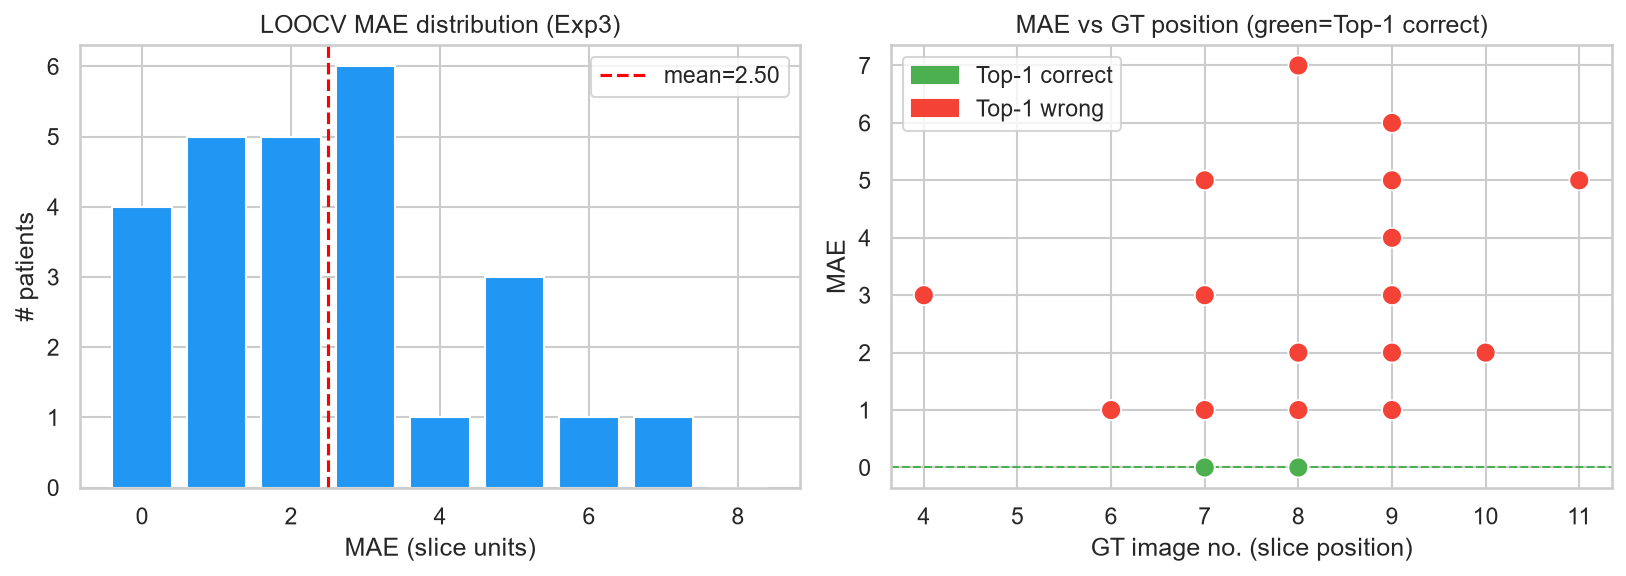 LOOCV MAE distribution (Exp3)
mean=2.50
# patients
6
5
4
3
2
1
0
0 2 4 6 8
MAE (slice units)
MAE vs GT position (green=Top-1 correct)
Top-1 correct
Top-1 wrong
MAE
7
6
5
4
3
2
1
0
4 5 6 7 8 9 10 11
GT image no. (slice position)